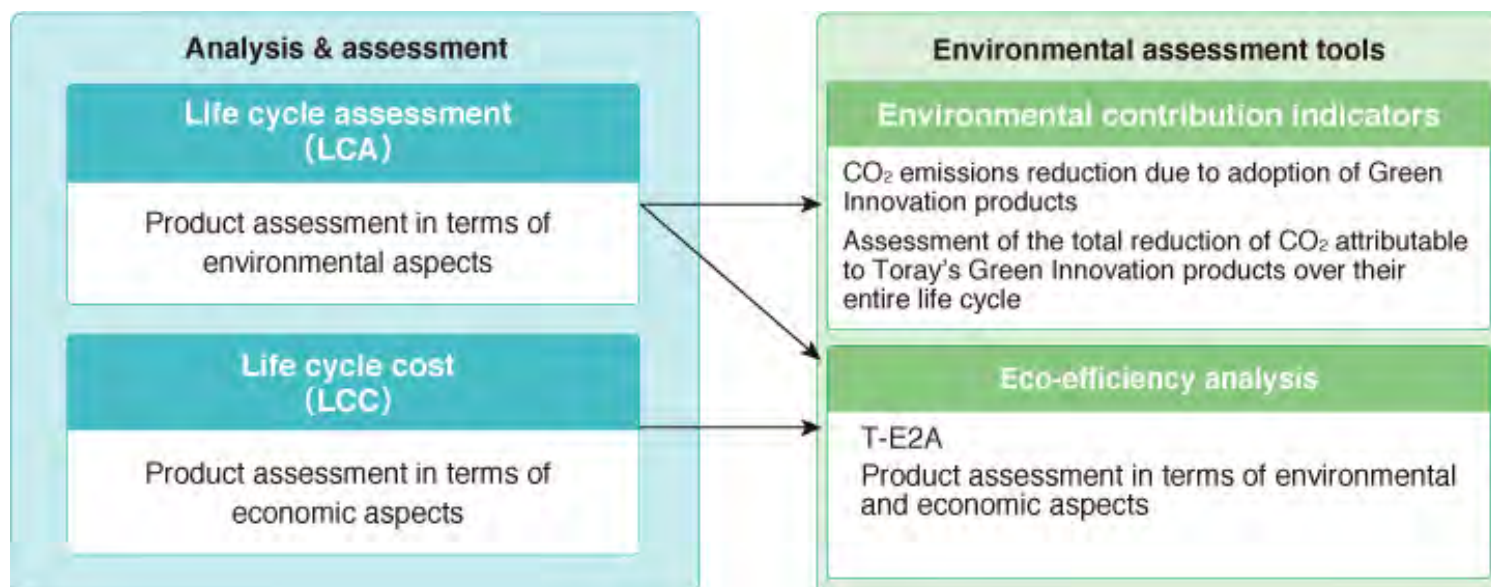 Analysis & assessment
Life cycle assessment
(LCA)
Product assessment in terms of
environmental aspects
Life cycle cost
(LCC)
Product assessment in terms of
economic aspects
Environmental assessment tools
Environmental contribution indicators
CO₂ emissions reduction due to adoption of Green
Innovation products
Assessment of the total reduction of CO₂ attributable
to Toray's Green Innovation products over their
entire life cycle
Eco-efficiency analysis
T-E2A
Product assessment in terms of environmental
and economic aspects